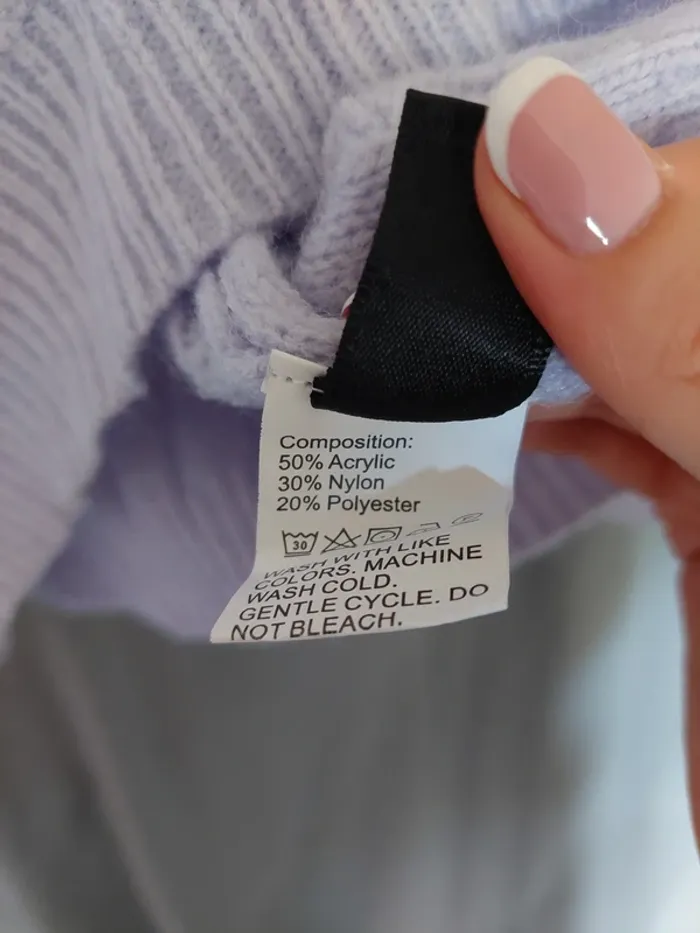 Composition:
50% Acrylic
30% Nylon
20% Polyester
30
WASH WITH LIKE
COLORS. MACHINE
WASH COLD.
GENTLE CYCLE. DO
NOT BLEACH.